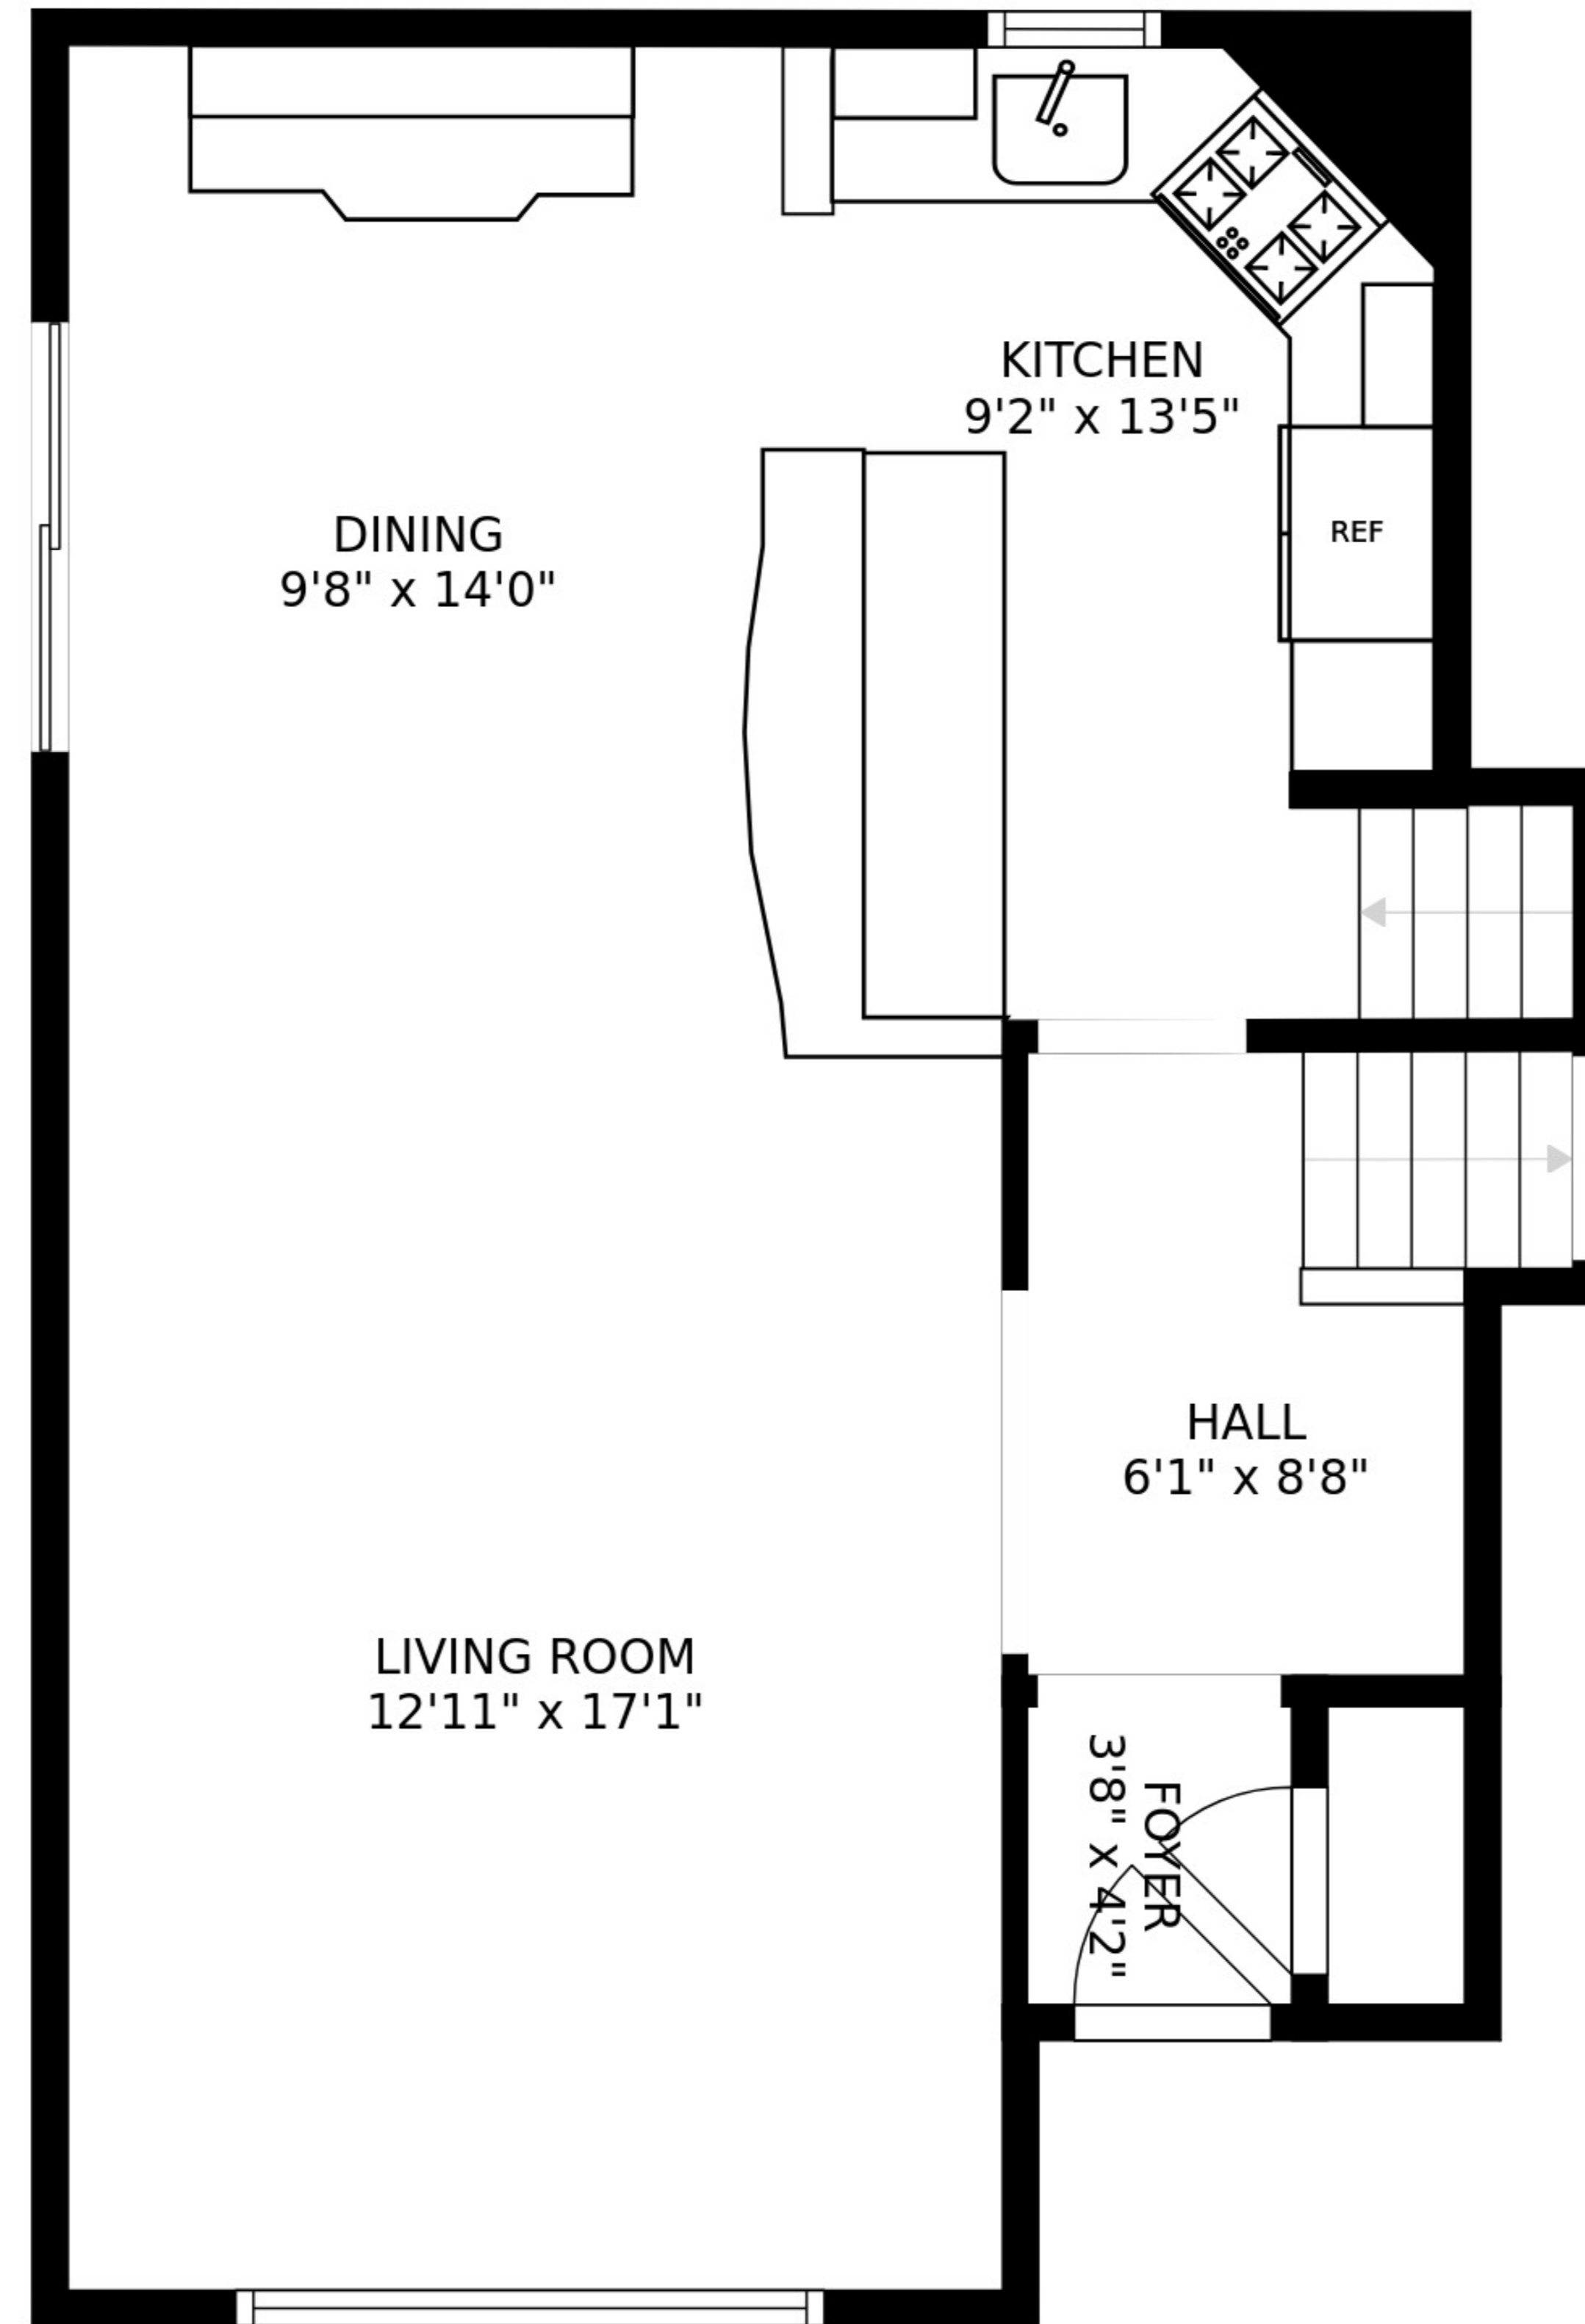 KITCHEN
9'2" x 13'5"
DINING
9'8" x 14'0"
REF
HALL
6'1" x 8'8"
LIVING ROOM
12'11" x 17'1"
FOYER
3'8" x 4'2"